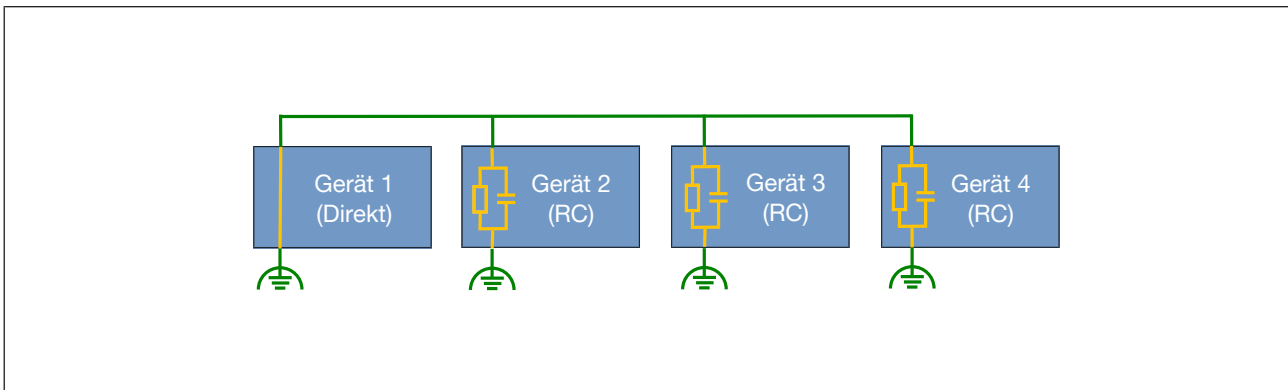 Gerät 1
(Direkt)
Gerät 2
(RC)
Gerät 3
(RC)
Gerät 4
(RC)